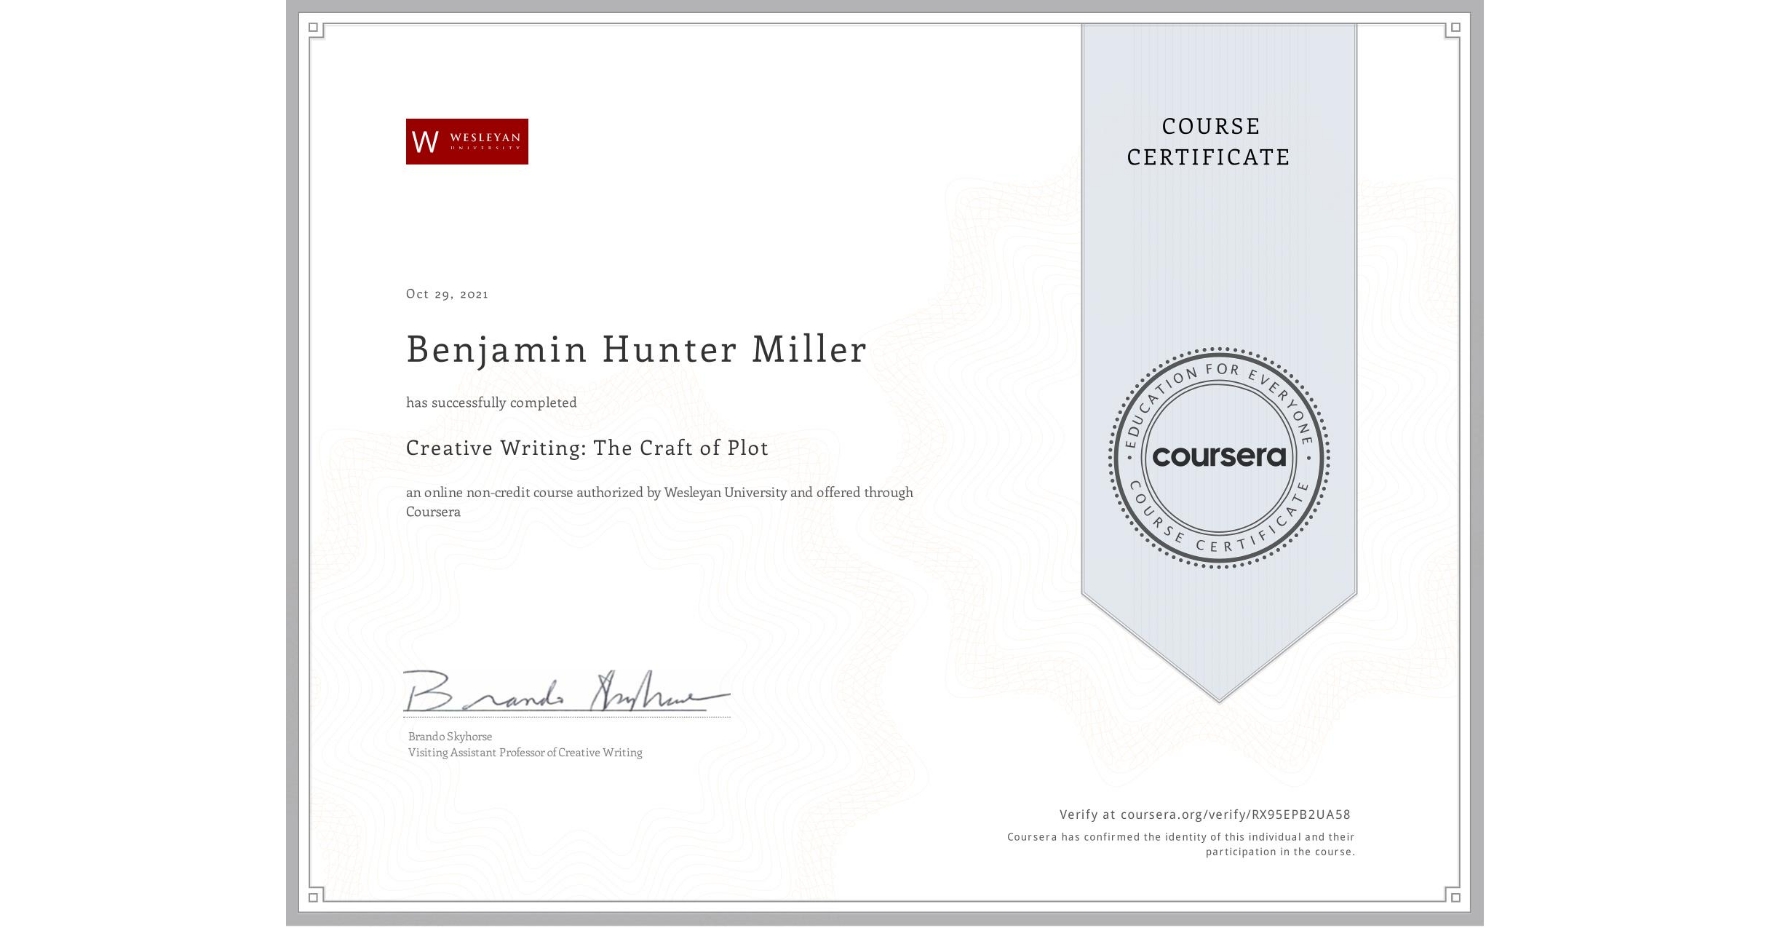 W WESLEYAN
UNIVERSITY
COURSE
CERTIFICATE
Oct 29, 2021
Benjamin Hunter Miller
has successfully completed
Creative Writing: The Craft of Plot
an online non-credit course authorized by Wesleyan University and offered through
Coursera
EDUCATION FOR EVERYONE
coursera
COURSE CERTIFICATE
Brando Skyhorse
Brando Skyhorse
Visiting Assistant Professor of Creative Writing
Verify at coursera.org/verify/RX95EPB2UA58
Coursera has confirmed the identity of this individual and their
participation in the course.